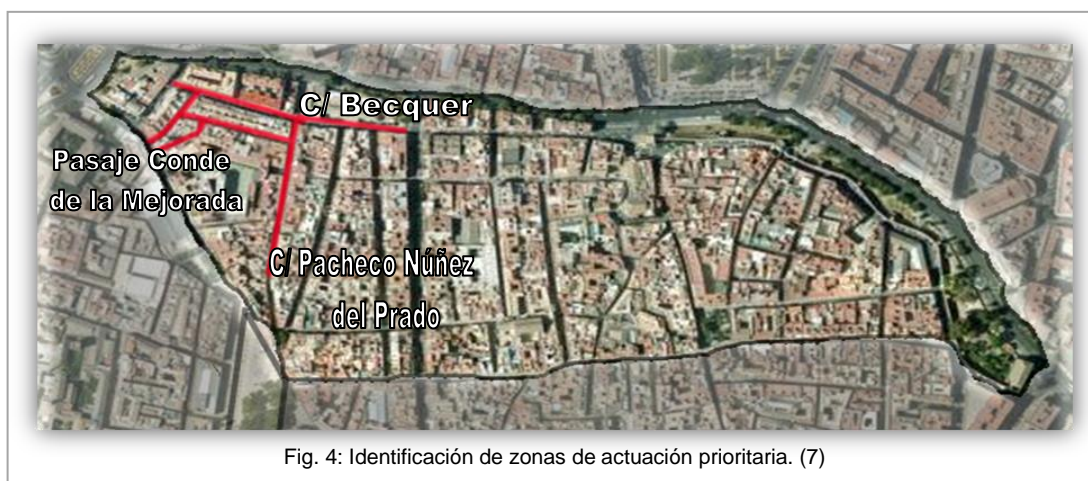 C/ Becquer
Pasaje Conde
de la Mejorada
C/ Pacheco Núñez
del Prado
Fig. 4: Identificación de zonas de actuación prioritaria. (7)